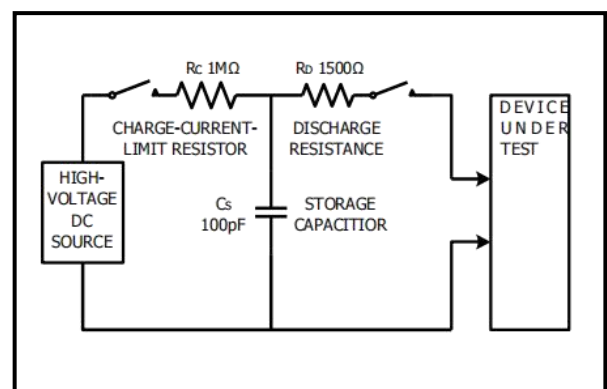 Rc 1MΩ
RD 1500Ω
CHARGE-CURRENT-
LIMIT RESISTOR
DISCHARGE
RESISTANCE
DEVICE
UNDER
TEST
HIGH-
VOLTAGE
DC
SOURCE
Cs
100pF
STORAGE
CAPACITIOR